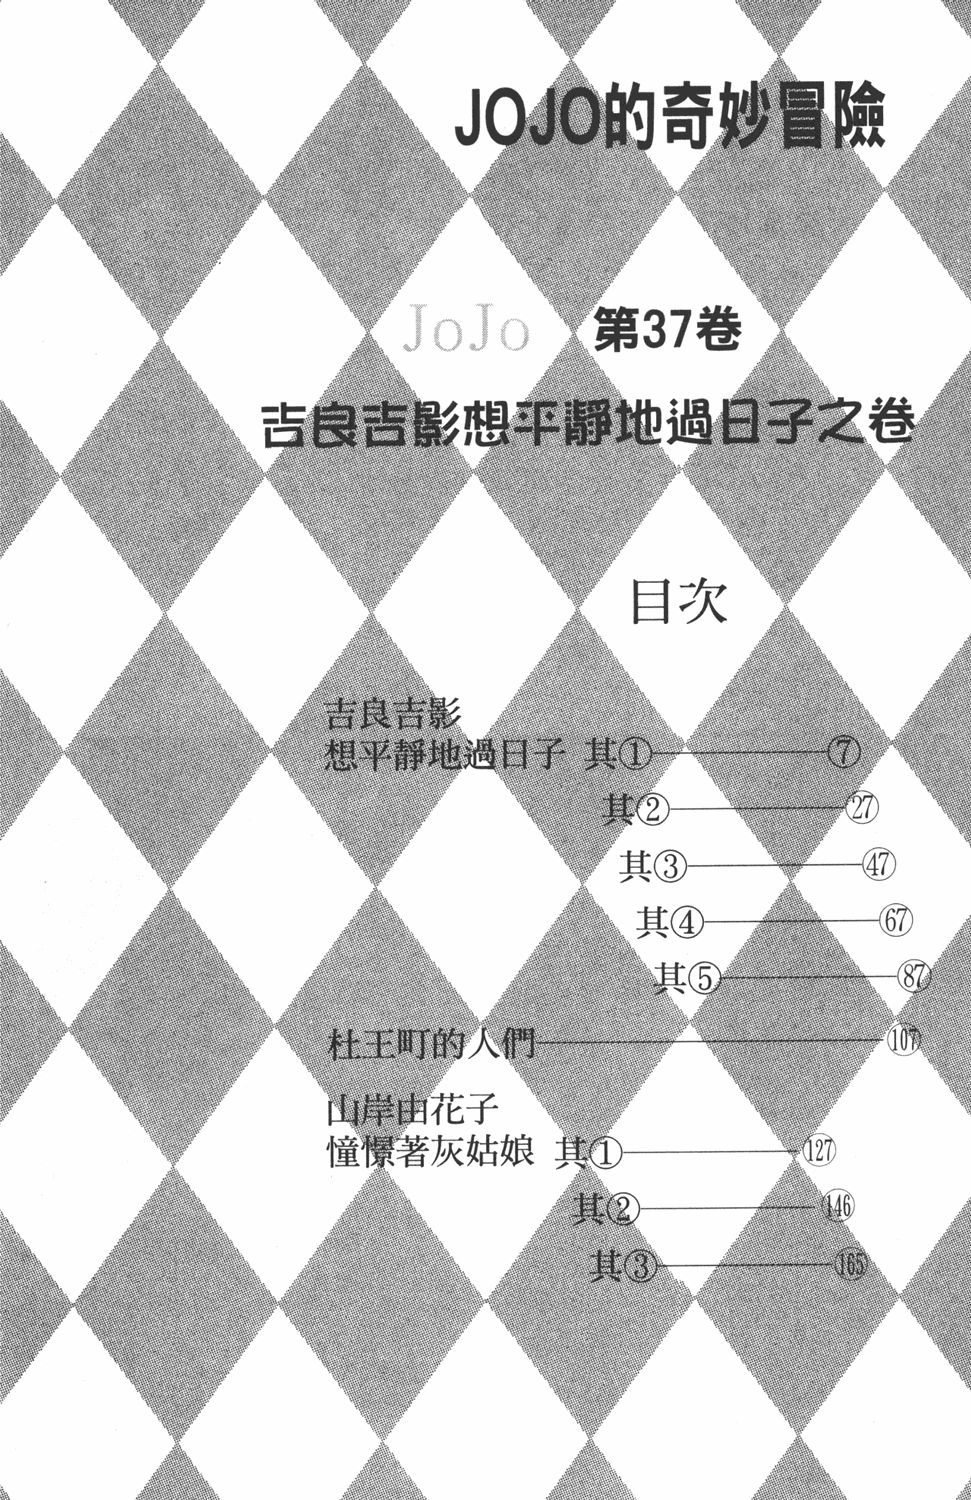 JOJO的奇妙冒險
JoJo 第37卷
吉良吉影想平靜地過日子之卷
目次
吉良吉影
想平靜地過日子 其① ⑦
其② ㉗
其③ ㊼
其④ 67
其⑤ 87
杜王町的人們 107
山岸由花子
憧憬著灰姑娘 其① 127
其② 146
其③ 165